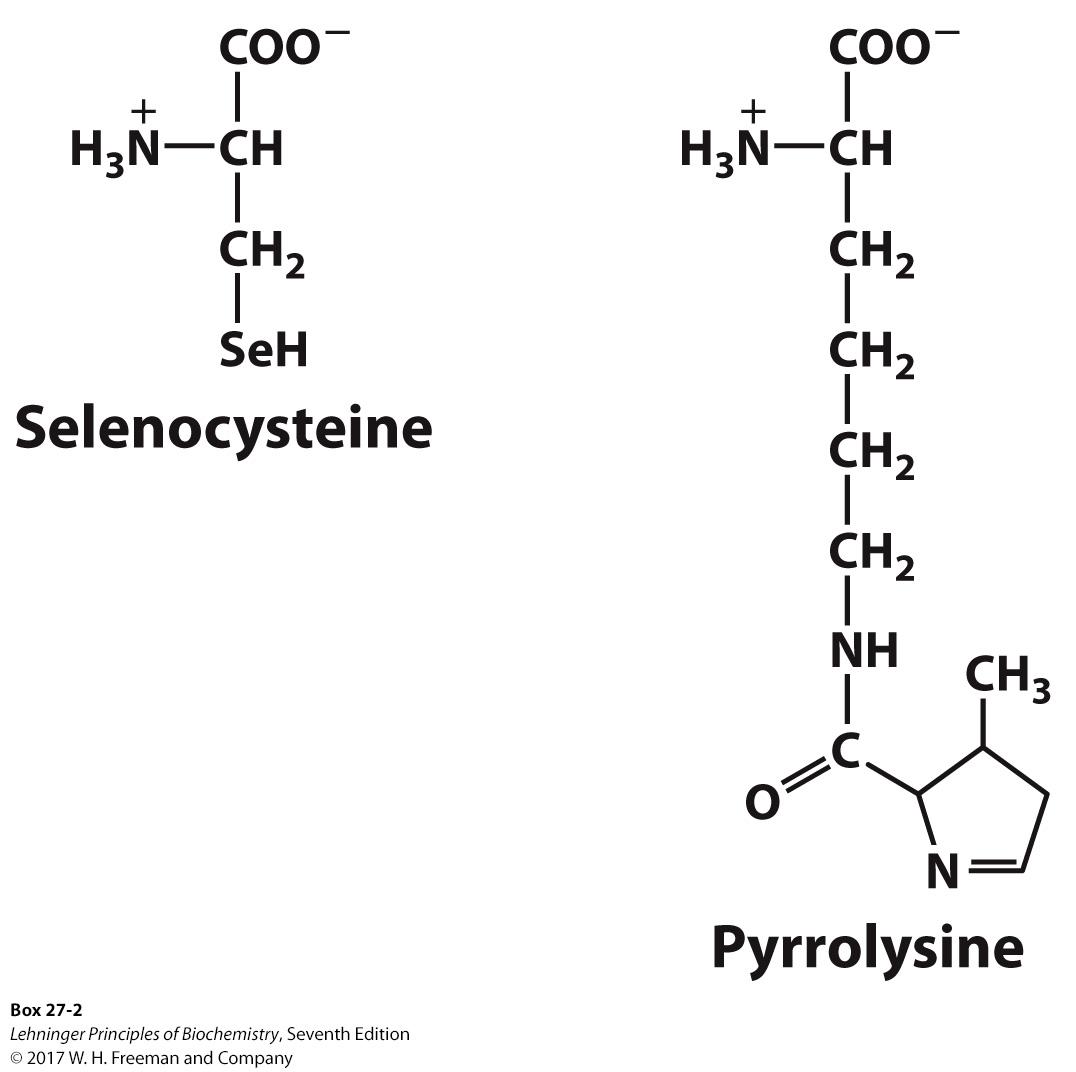 COO−
+
H3N—CH
CH2
SeH
Selenocysteine
COO−
+
H3N—CH
CH2
CH2
CH2
CH2
NH
CH3
C
O
N
Pyrrolysine
Box 27-2
Lehninger Principles of Biochemistry, Seventh Edition
© 2017 W. H. Freeman and Company